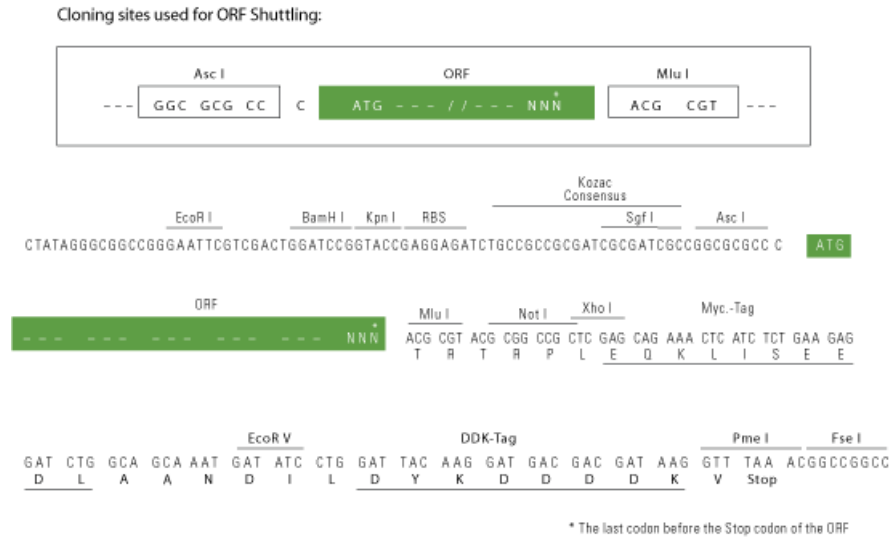 Cloning sites used for ORF Shuttling:
Asc I ORF Mlu I
*
--- GGC GCG CC C ATG --- // --- NNN ACG CGT ---
Kozac
Consensus
EcoR I BamH I Kpn I RBS Sgf I Asc I
CTATAGGGCGGCCGGGAATTCGTCGACTGGATCCGGTACCGAGGAGATCTGCCGCCGCGATCGCGATCGCCGGCGCGCC C ATG
ORF Mlu I Not I Xho I Myc.-Tag
*
--- --- --- --- --- NNN ACG CGT ACG CGG CCG CTC GAG CAG AAA CTC ATC TCT GAA GAG
T R T R P L E Q K L I S E E
EcoR V DDK-Tag Pme I Fse I
GAT CTG GCA GCA AAT GAT ATC CTG GAT TAC AAG GAT GAC GAC GAT AAG GTT TAA ACGGCCGGCC
D L A A N D I L D Y K D D D D K V Stop
* The last codon before the Stop codon of the ORF